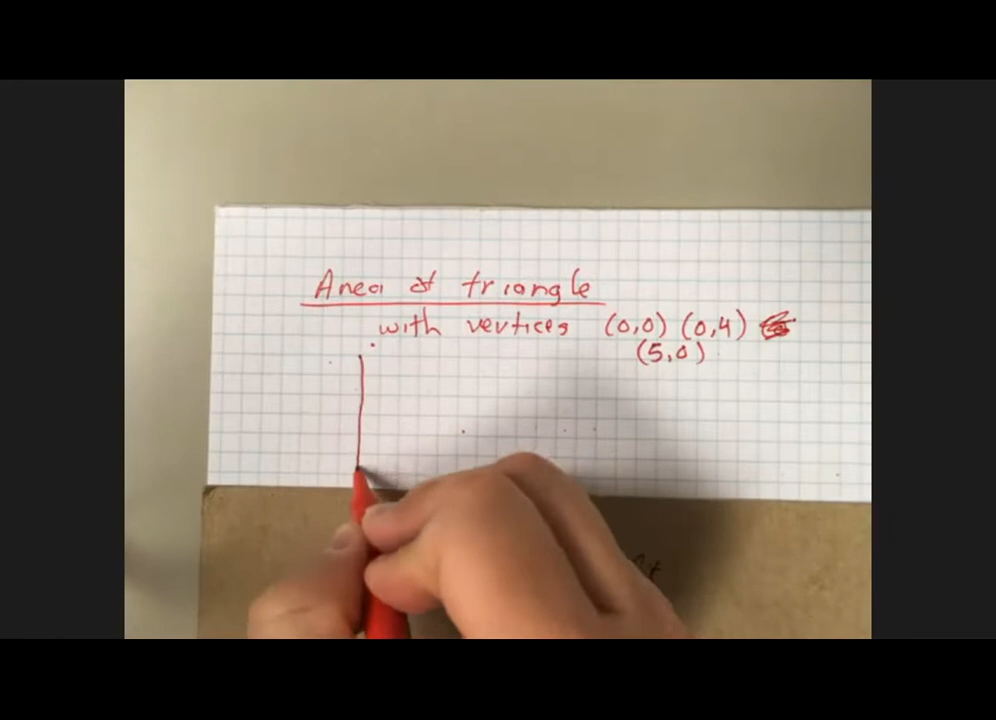 Area of triangle
with vertices (0,0) (0,4)
(5,0)